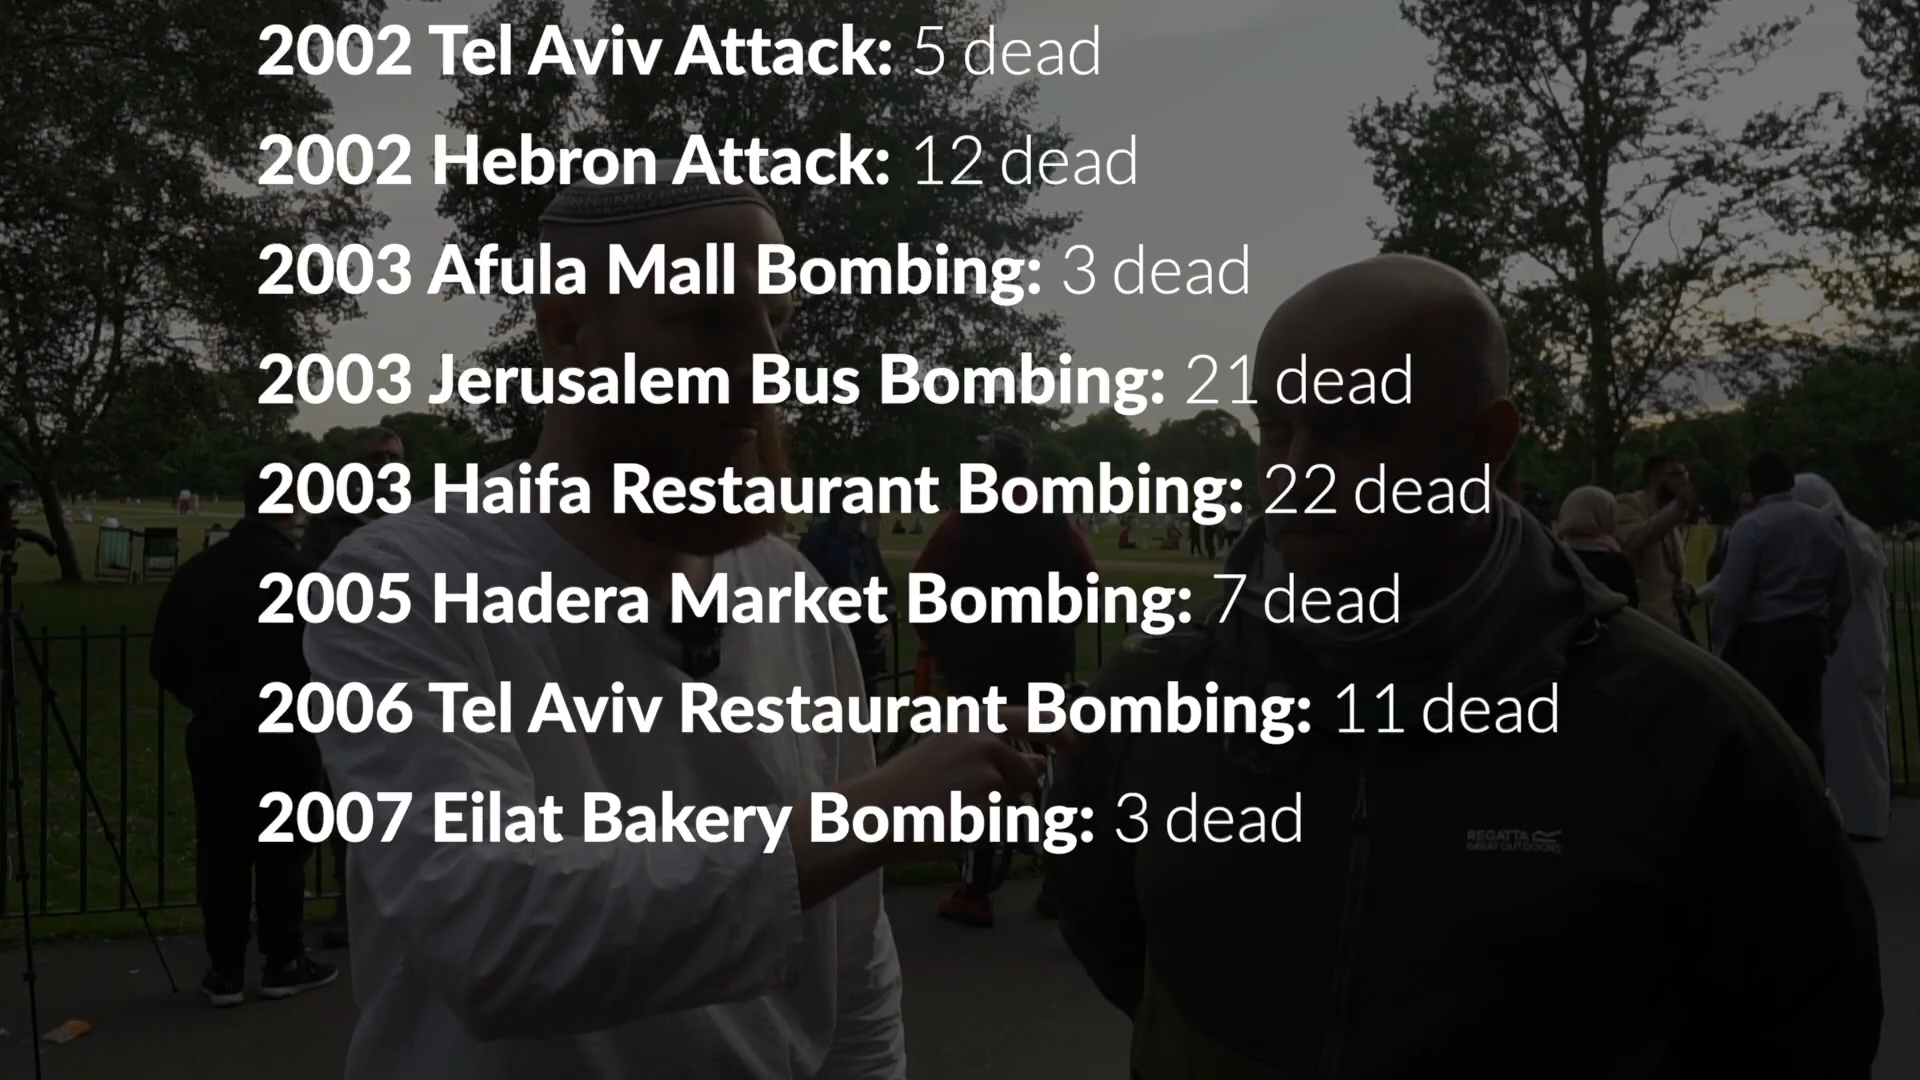 2002 Tel Aviv Attack: 5 dead
2002 Hebron Attack: 12 dead
2003 Afula Mall Bombing: 3 dead
2003 Jerusalem Bus Bombing: 21 dead
2003 Haifa Restaurant Bombing: 22 dead
2005 Hadera Market Bombing: 7 dead
2006 Tel Aviv Restaurant Bombing: 11 dead
2007 Eilat Bakery Bombing: 3 dead
REGATTA
GREAT OUTDOORS